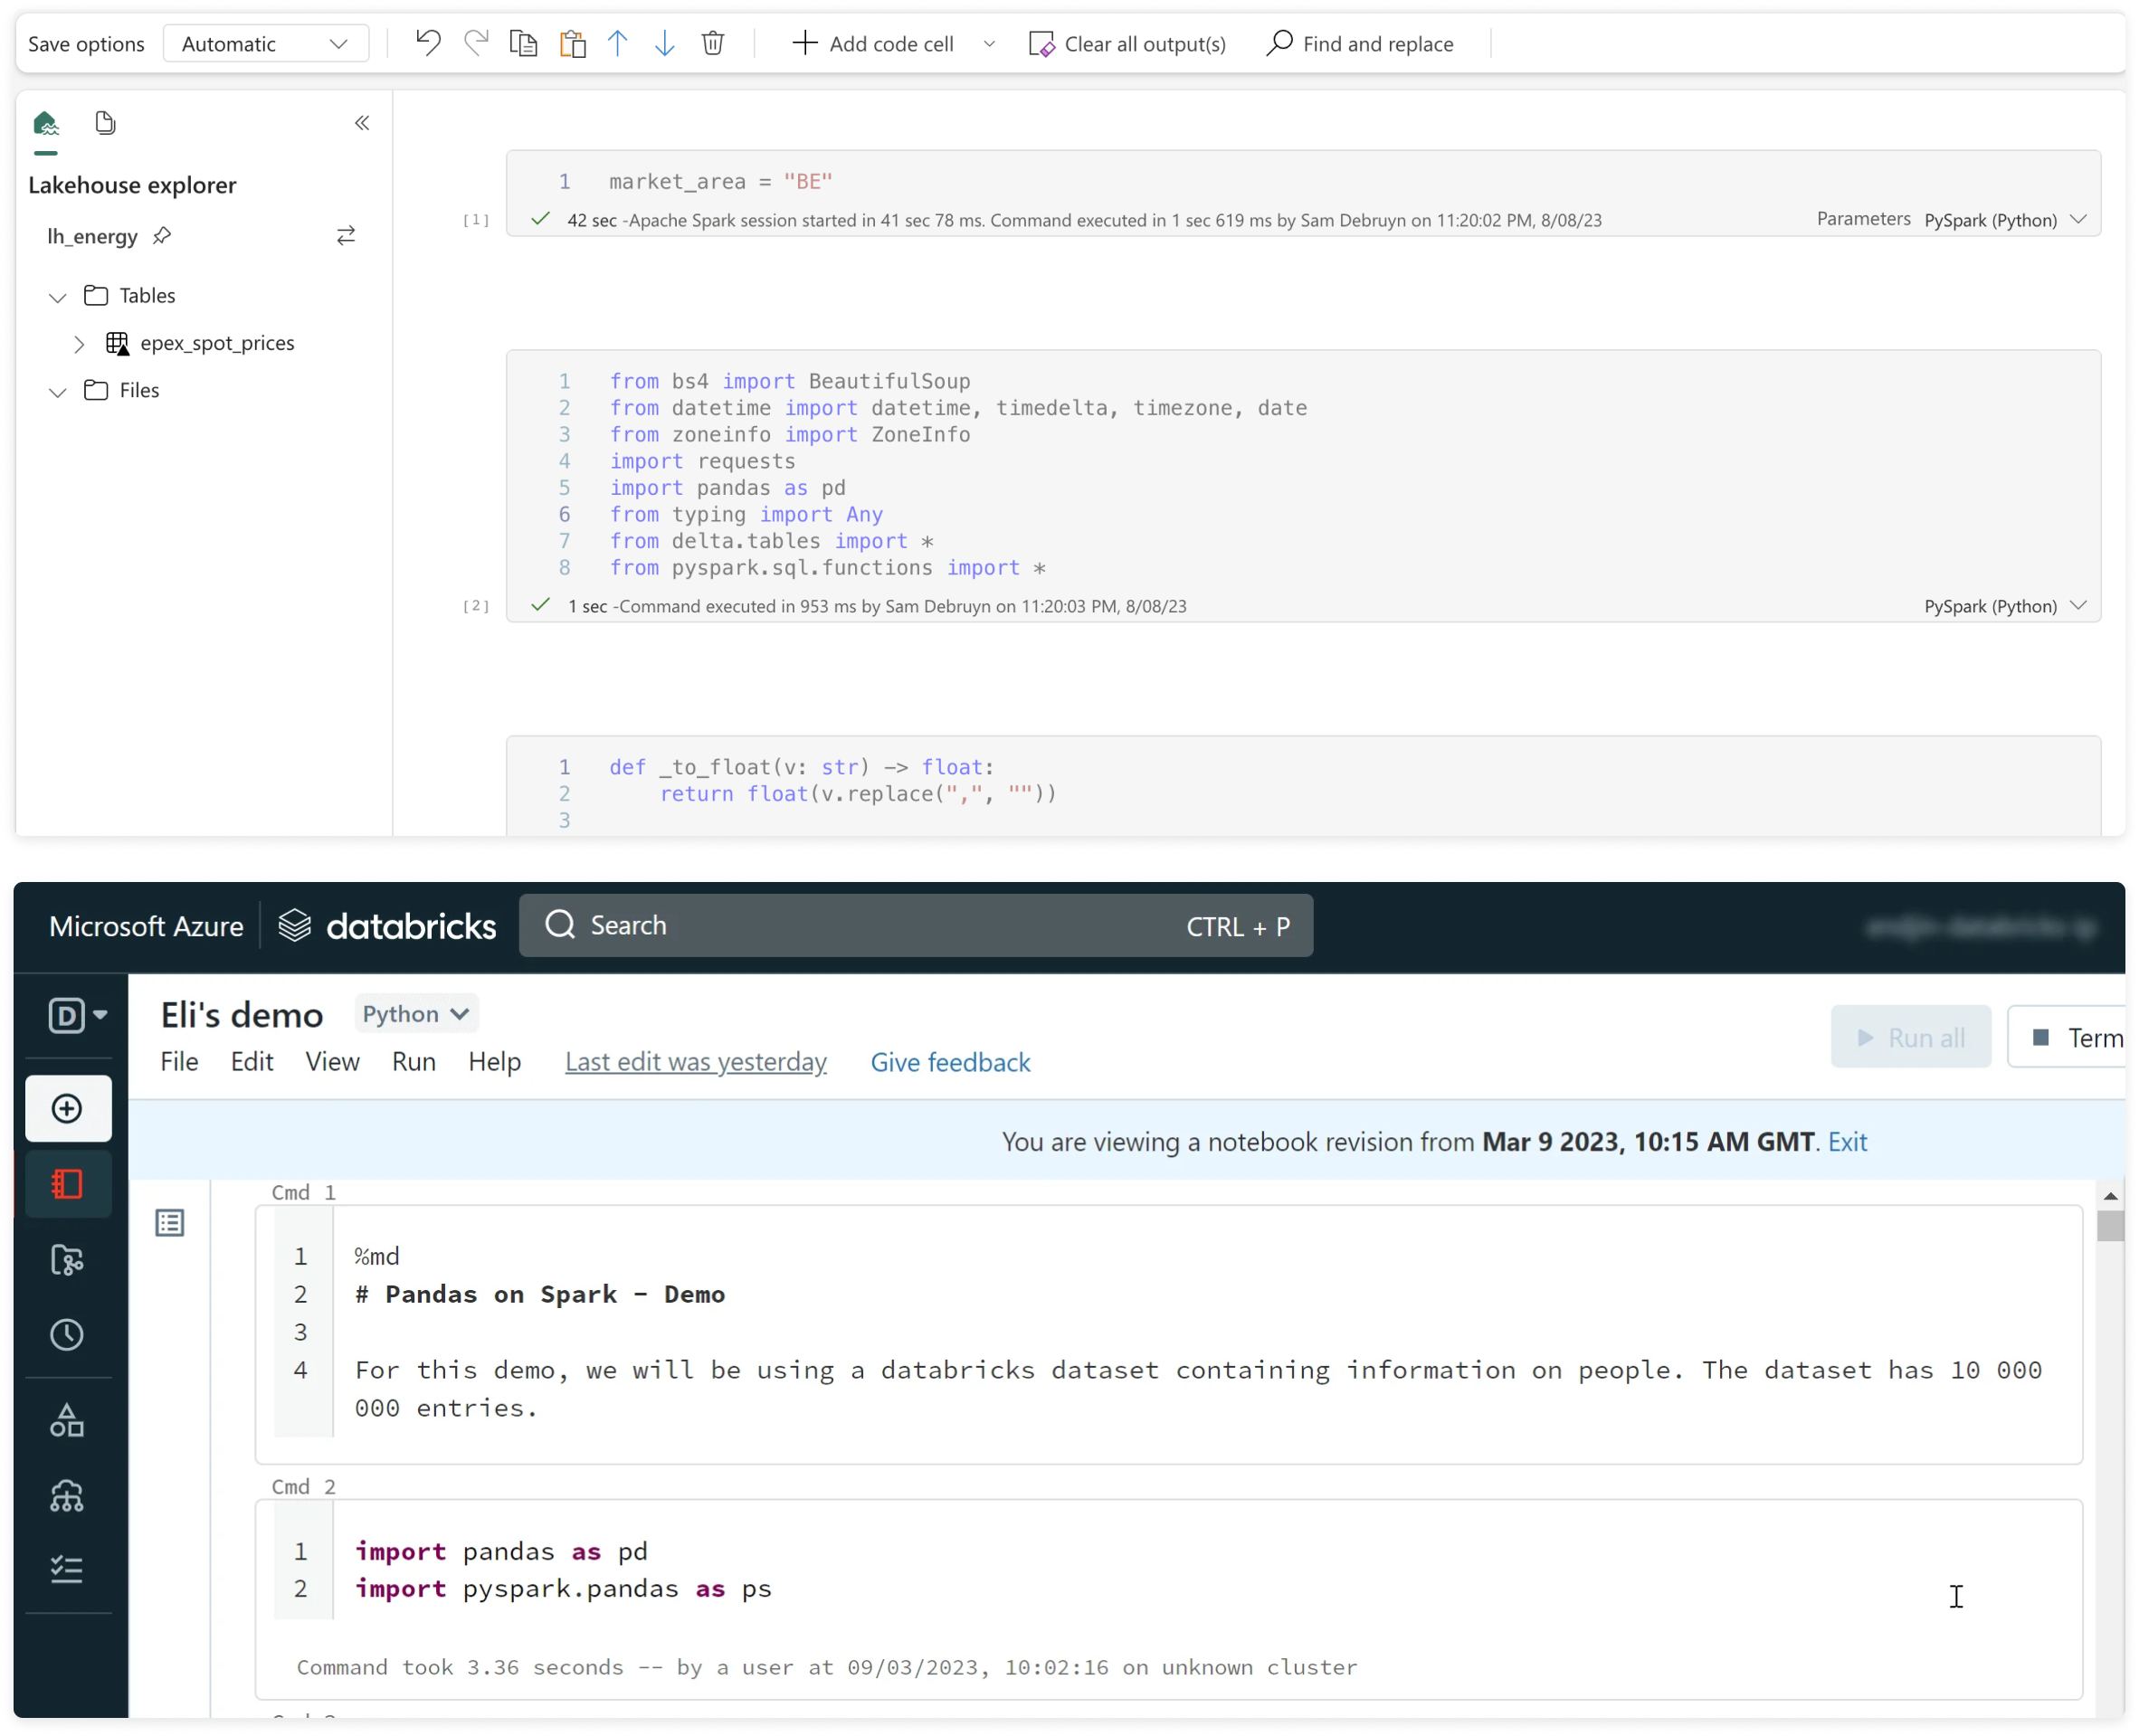 Save options Automatic Add code cell Clear all output(s) Find and replace
Lakehouse explorer
lh_energy
Tables
epex_spot_prices
Files
1 market_area = "BE"
[1] 42 sec -Apache Spark session started in 41 sec 78 ms. Command executed in 1 sec 619 ms by Sam Debruyn on 11:20:02 PM, 8/08/23 Parameters PySpark (Python)
1 from bs4 import BeautifulSoup
2 from datetime import datetime, timedelta, timezone, date
3 from zoneinfo import ZoneInfo
4 import requests
5 import pandas as pd
6 from typing import Any
7 from delta.tables import *
8 from pyspark.sql.functions import *
[2] 1 sec -Command executed in 953 ms by Sam Debruyn on 11:20:03 PM, 8/08/23 PySpark (Python)
1 def _to_float(v: str) -> float:
2 return float(v.replace(",", ""))
3
Microsoft Azure databricks Search CTRL + P
D Eli's demo Python
File Edit View Run Help Last edit was yesterday Give feedback Run all Term
You are viewing a notebook revision from Mar 9 2023, 10:15 AM GMT. Exit
Cmd 1
1 %md
2 # Pandas on Spark - Demo
3
4 For this demo, we will be using a databricks dataset containing information on people. The dataset has 10 000
000 entries.
Cmd 2
1 import pandas as pd
2 import pyspark.pandas as ps
Command took 3.36 seconds -- by a user at 09/03/2023, 10:02:16 on unknown cluster